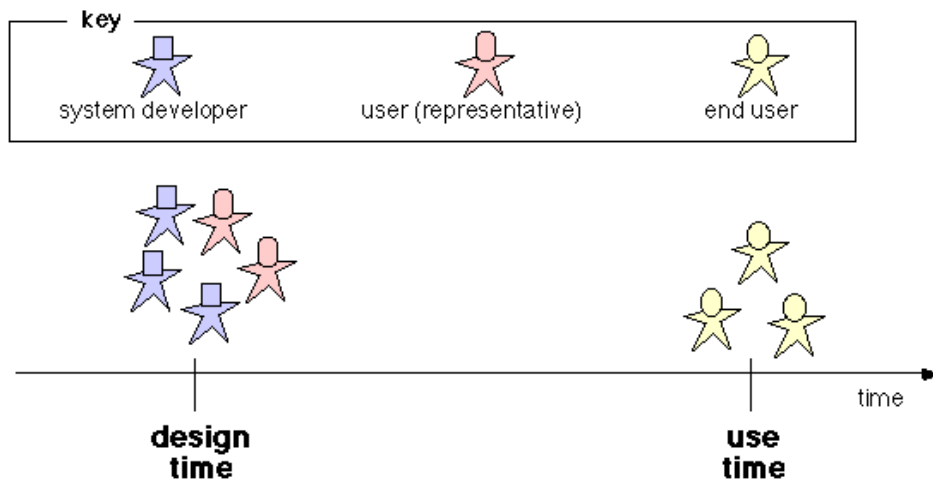 key
system developer
user (representative)
end user
time
design
time
use
time